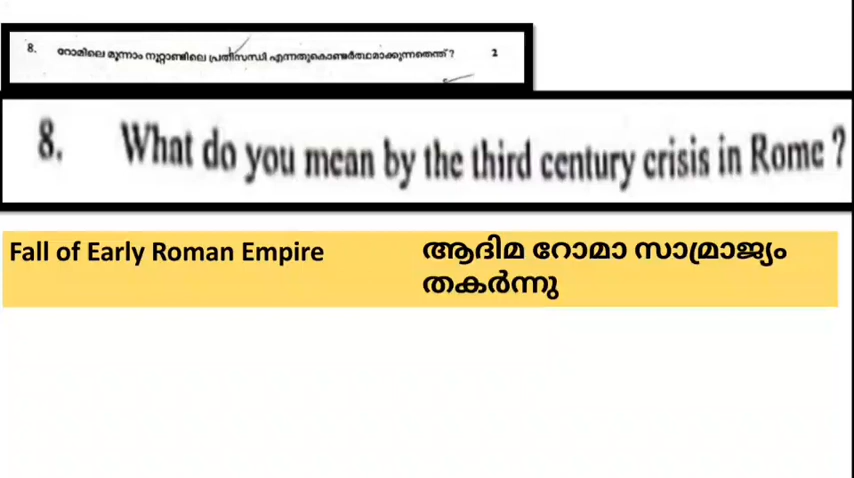 8. റോമിലെ മൂന്നാം നൂറ്റാണ്ടിലെ പ്രതിസന്ധി എന്നതുകൊണ്ടർത്ഥമാക്കുന്നതെന്ത് ? 2
8. What do you mean by the third century crisis in Rome ?
Fall of Early Roman Empire
ആദിമ റോമാ സാമ്രാജ്യം
തകർന്നു